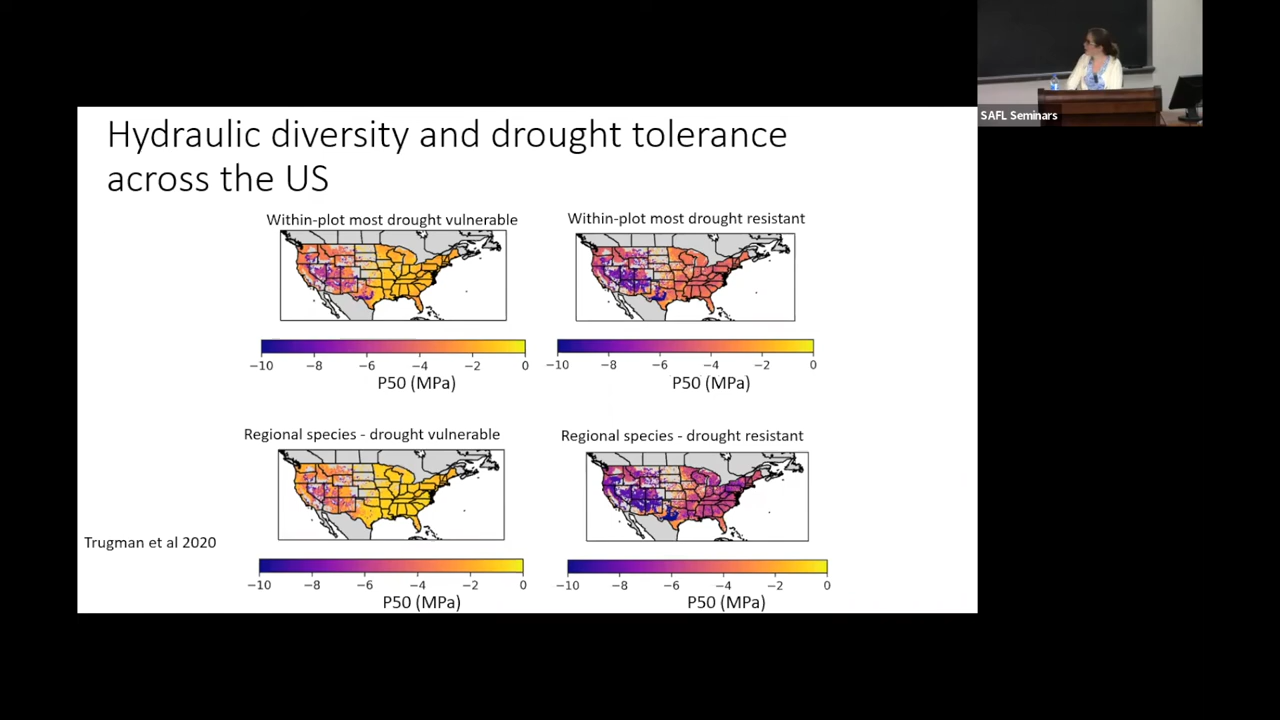 SAFL Seminars
Hydraulic diversity and drought tolerance
across the US
Within-plot most drought vulnerable
Within-plot most drought resistant
−10 −8 −6 −4 −2 0
P50 (MPa)
−10 −8 −6 −4 −2 0
P50 (MPa)
Regional species - drought vulnerable
Regional species - drought resistant
Trugman et al 2020
−10 −8 −6 −4 −2 0
P50 (MPa)
−10 −8 −6 −4 −2 0
P50 (MPa)